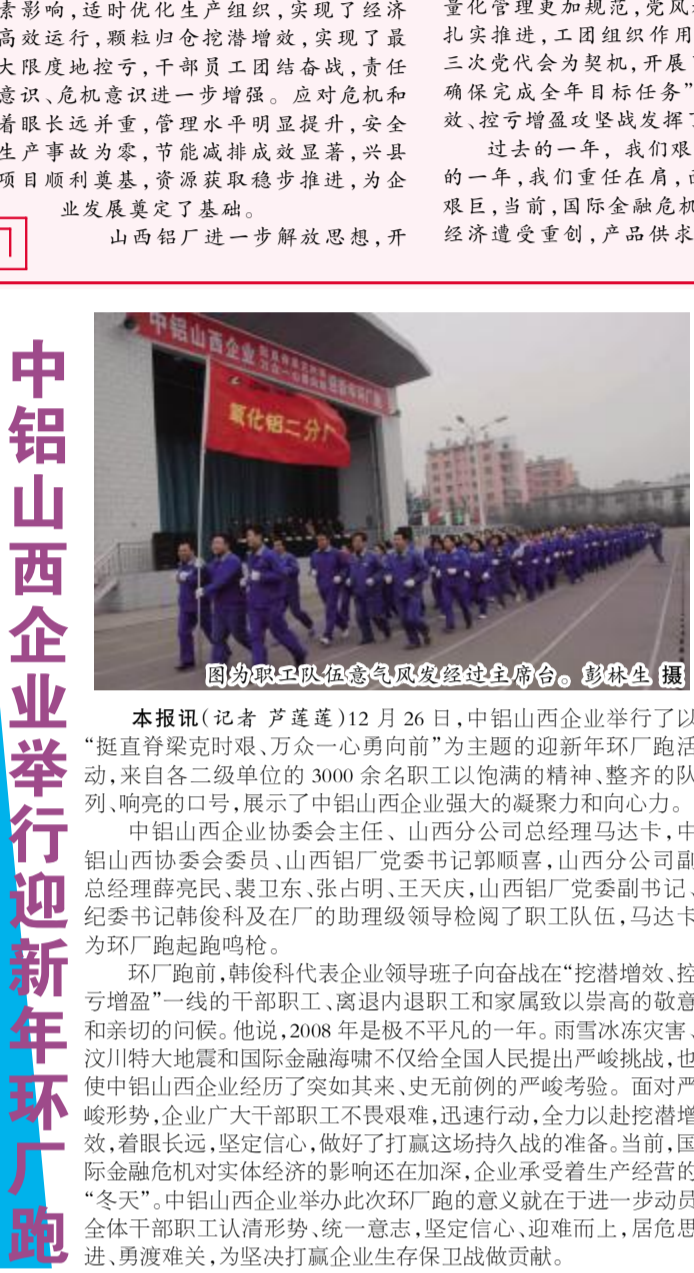 素影响,适时优化生产组织,实现了经济
高效运行,颗粒归仓挖潜增效,实现了最
大限度地控亏,干部员工团结奋战,责任
意识、危机意识进一步增强。应对危机和
着眼长远并重,管理水平明显提升,安全
生产事故为零,节能减排成效显著,兴县
项目顺利奠基,资源获取稳步推进,为企
业发展奠定了基础。
山西铝厂进一步解放思想,开
量化管理更加规范,党风
扎实推进,工团组织作用
三次党代会为契机,开展
确保完成全年目标任务”
效、控亏增盈攻坚战发挥
过去的一年,我们艰
的一年,我们重任在肩,
艰巨,当前,国际金融危机
经济遭受重创,产品供求
中铝山西企业举行迎新年环厂跑
中铝山西企业
迎新年环厂跑
氧化铝二分厂
图为职工队伍意气风发经过主席台。彭林生 摄
本报讯(记者 芦莲莲)12 月 26 日,中铝山西企业举行了以
“挺直脊梁克时艰、万众一心勇向前”为主题的迎新年环厂跑活
动,来自各二级单位的 3000 余名职工以饱满的精神、整齐的队
列、响亮的口号,展示了中铝山西企业强大的凝聚力和向心力。
中铝山西企业协委会主任、山西分公司总经理马达卡,中
铝山西协委会委员、山西铝厂党委书记郭顺喜,山西分公司副
总经理薛亮民、裴卫东、张占明、王天庆,山西铝厂党委副书记、
纪委书记韩俊科及在厂的助理级领导检阅了职工队伍,马达卡
为环厂跑起跑鸣枪。
环厂跑前,韩俊科代表企业领导班子向奋战在“挖潜增效、控
亏增盈”一线的干部职工、离退内退职工和家属致以崇高的敬意
和亲切的问候。他说,2008 年是极不平凡的一年。雨雪冰冻灾害、
汶川特大地震和国际金融海啸不仅给全国人民提出严峻挑战,也
使中铝山西企业经历了突如其来、史无前例的严峻考验。面对严
峻形势,企业广大干部职工不畏艰难,迅速行动,全力以赴挖潜增
效,着眼长远,坚定信心,做好了打赢这场持久战的准备。当前,国
际金融危机对实体经济的影响还在加深,企业承受着生产经营的
“冬天”。中铝山西企业举办此次环厂跑的意义就在于进一步动员
全体干部职工认清形势、统一意志,坚定信心、迎难而上,居危思
进、勇渡难关,为坚决打赢企业生存保卫战做贡献。